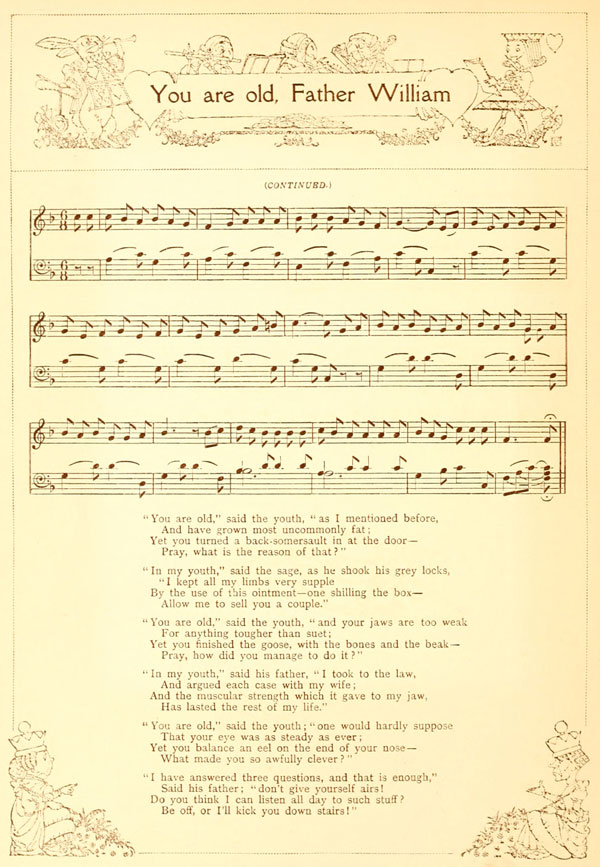 You are old, Father William
(CONTINUED.)
6
8
6
8
"You are old," said the youth, "as I mentioned before,
And have grown most uncommonly fat;
Yet you turned a back-somersault in at the door—
Pray, what is the reason of that?"
"In my youth," said the sage, as he shook his grey locks,
"I kept all my limbs very supple
By the use of this ointment—one shilling the box—
Allow me to sell you a couple."
"You are old," said the youth, "and your jaws are too weak
For anything tougher than suet;
Yet you finished the goose, with the bones and the beak—
Pray, how did you manage to do it?"
"In my youth," said his father, "I took to the law,
And argued each case with my wife;
And the muscular strength which it gave to my jaw,
Has lasted the rest of my life."
"You are old," said the youth; "one would hardly suppose
That your eye was as steady as ever;
Yet you balance an eel on the end of your nose—
What made you so awfully clever?"
"I have answered three questions, and that is enough,"
Said his father; "don't give yourself airs!
Do you think I can listen all day to such stuff?
Be off, or I'll kick you down stairs!"